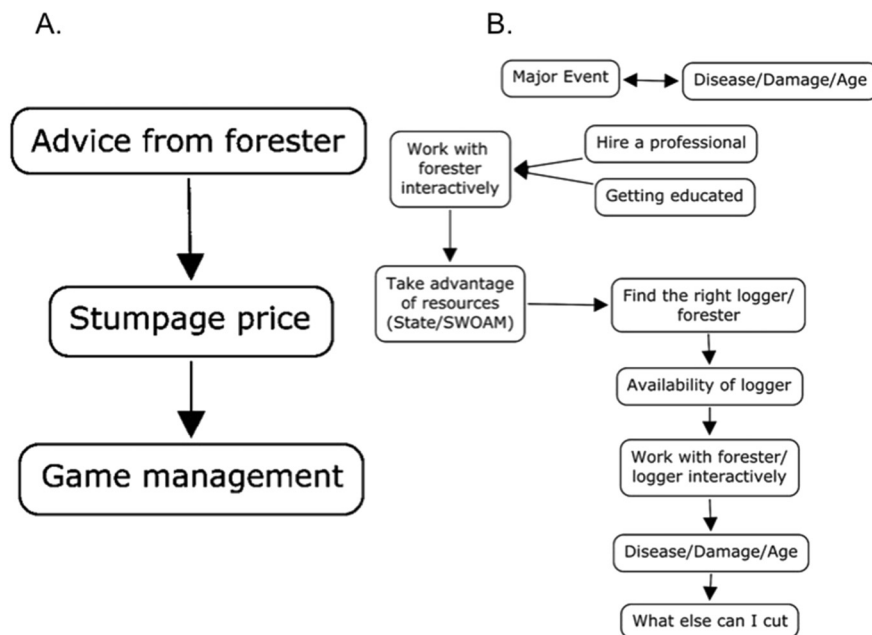 A.
Advice from forester
Stumpage price
Game management
B.
Major Event
Disease/Damage/Age
Work with
forester
interactively
Hire a professional
Getting educated
Take advantage
of resources
(State/SWOAM)
Find the right logger/
forester
Availability of logger
Work with forester/
logger interactively
Disease/Damage/Age
What else can I cut